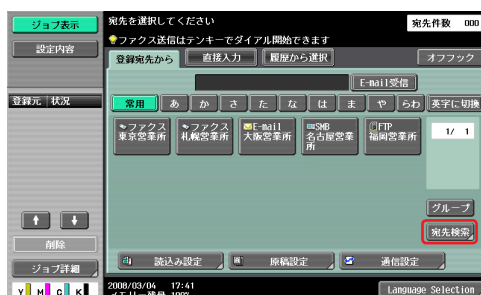 ジョブ表示
設定内容
登録元 状況
削除
ジョブ詳細
Y M C K
宛先を選択してください
宛先件数 000
ファクス送信はテンキーでダイアル開始できます
登録宛先から 直接入力 履歴から選択 オフフック
E-mail受信
常用 あ か さ た な は ま や らわ 英字に切換
ファクス
東京営業所
ファクス
札幌営業所
E-mail
大阪営業所
SMB
名古屋営業所
FTP
福岡営業所
1/ 1
グループ
宛先検索
読込み設定 原稿設定 通信設定
2008/03/04 17:41
メモリー残量 100%
Language Selection